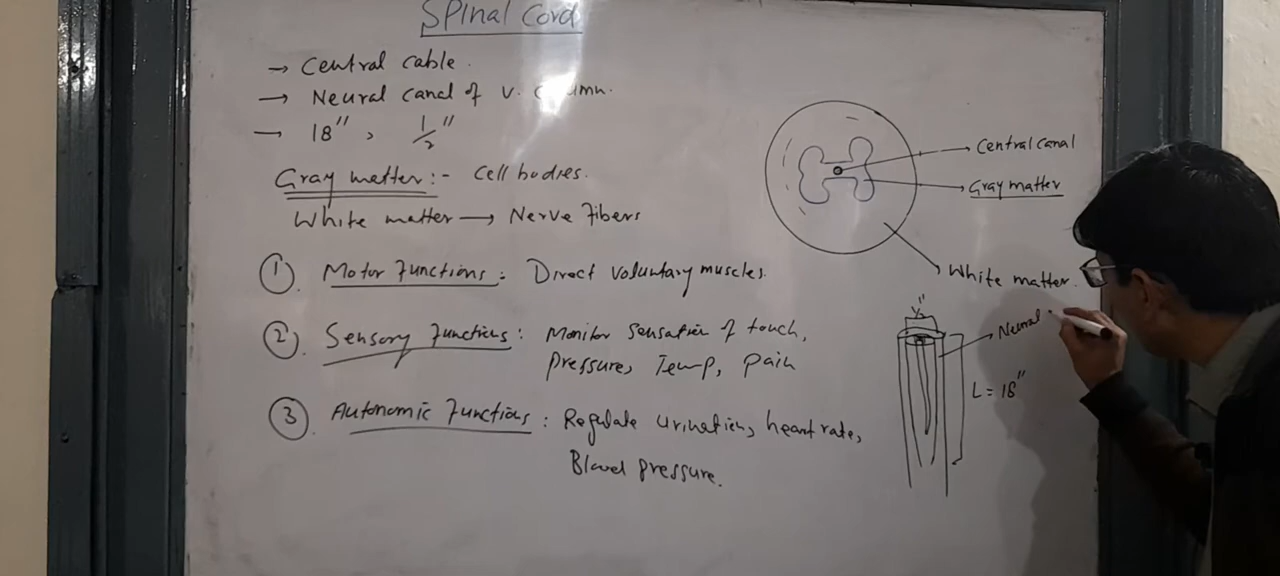 Spinal Cord
→ Central cable.
→ Neural canal of V. C umn.
→ 18", 1/2"
Gray matter :- Cell bodies.
White matter → Nerve Fibers
① Motor Functions : Direct Voluntary muscles.
② Sensory Functions : Monitor Sensation of touch,
Pressure, Temp, Pain
③ Autonomic Functions : Regulate urination, heart rate,
Blood pressure.
Central canal
Gray matter
White matter.
Neural
L = 18"